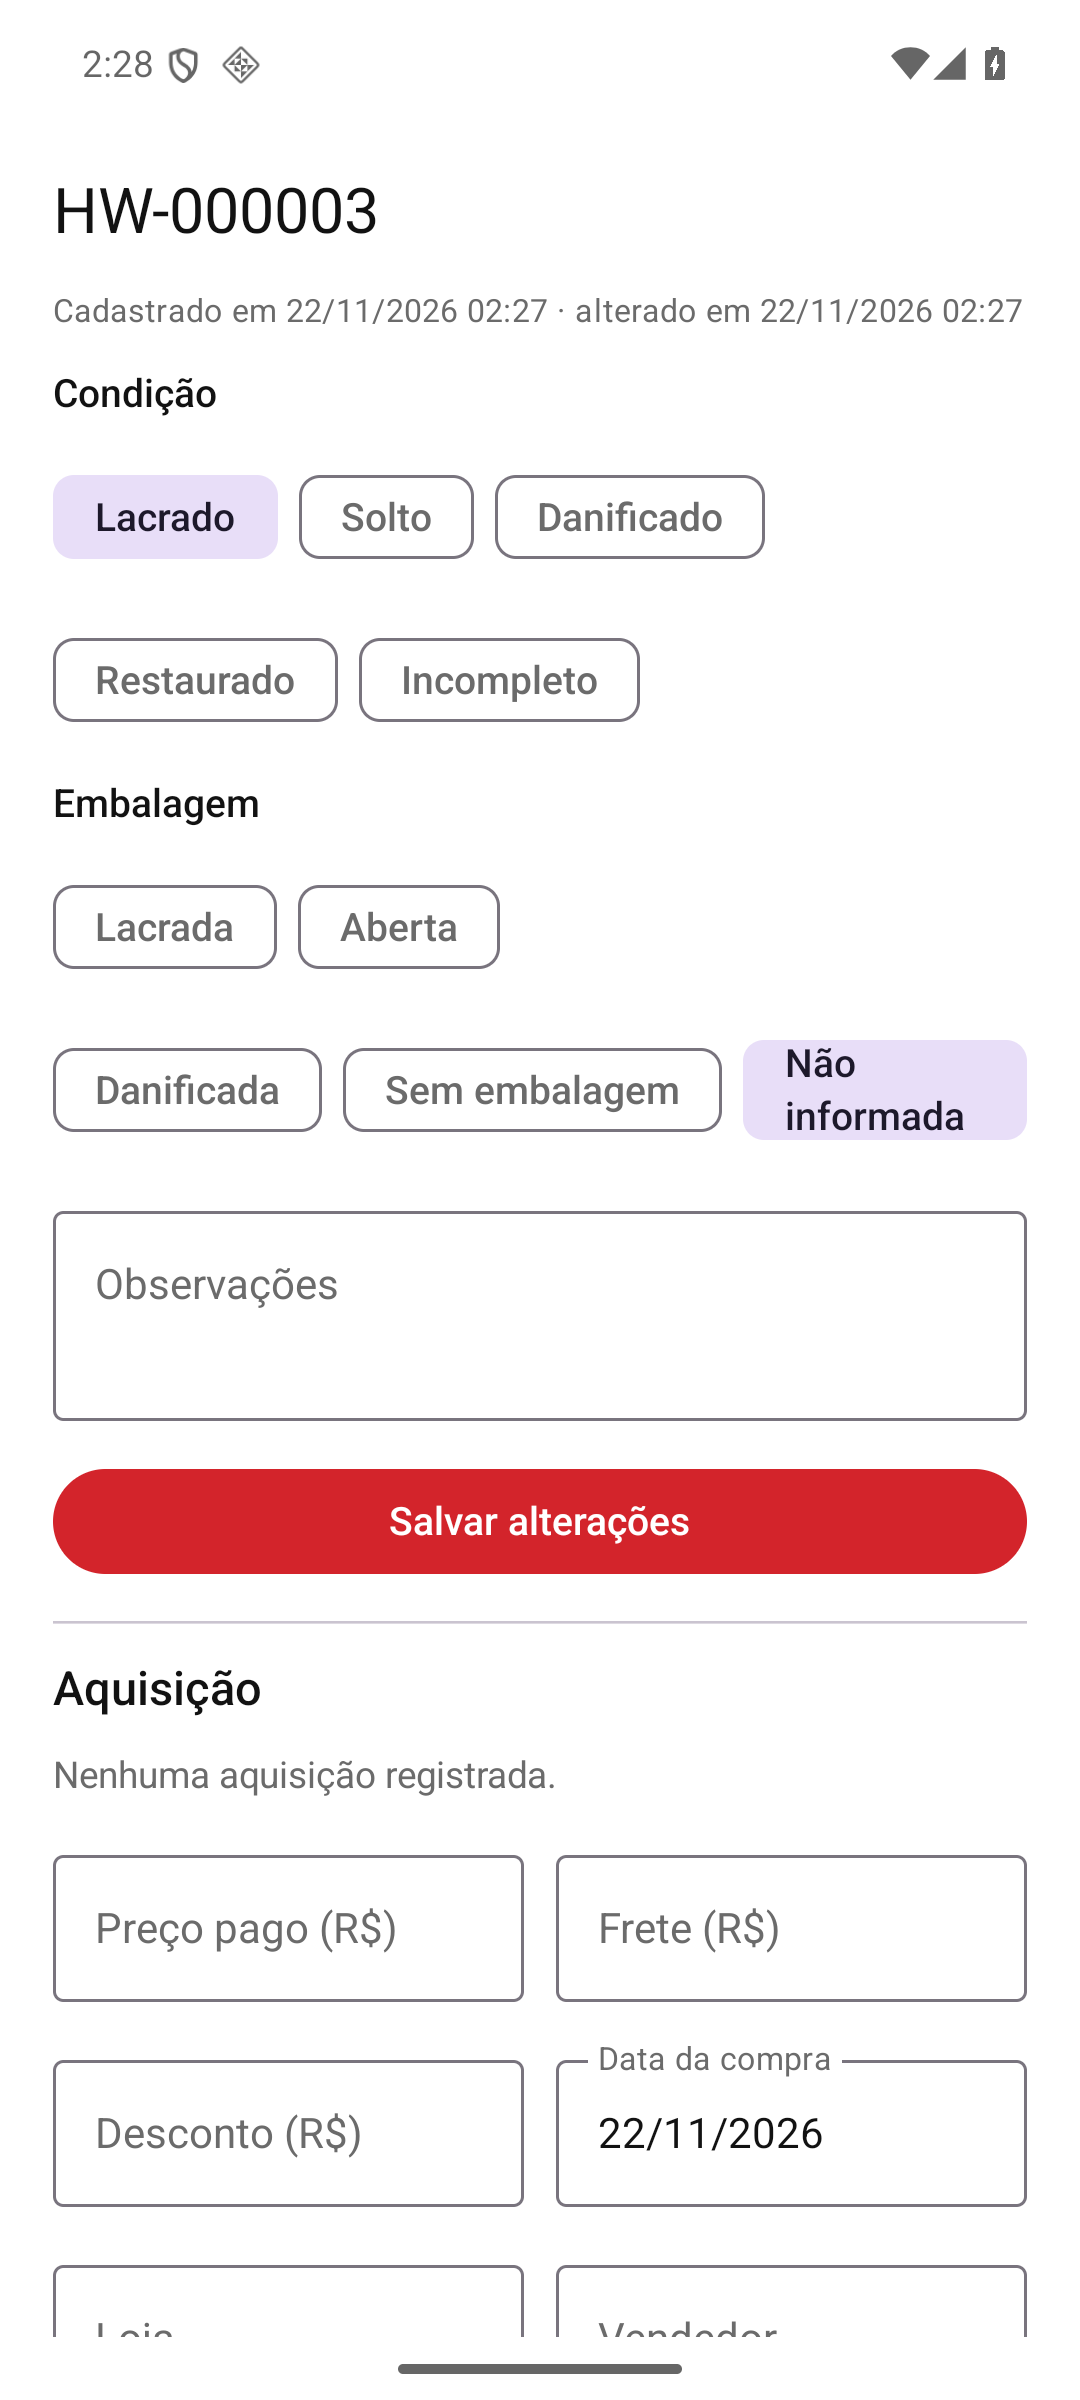 2:28
HW-000003
Cadastrado em 22/11/2026 02:27 · alterado em 22/11/2026 02:27
Condição
Lacrado
Solto
Danificado
Restaurado
Incompleto
Embalagem
Lacrada
Aberta
Danificada
Sem embalagem
Não
informada
Observações
Salvar alterações
Aquisição
Nenhuma aquisição registrada.
Preço pago (R$)
Frete (R$)
Desconto (R$)
Data da compra
22/11/2026
Loja
Vendedor